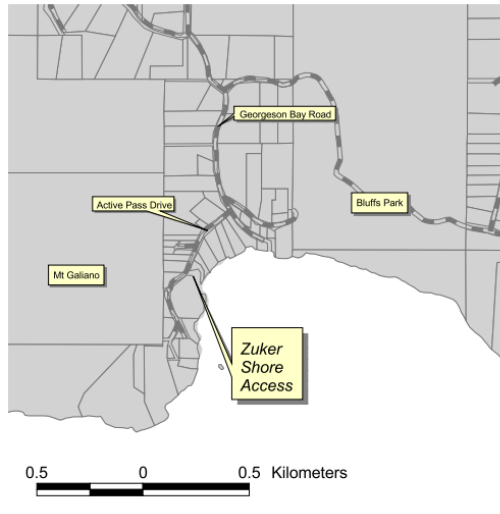 Georgeson Bay Road
Active Pass Drive
Bluffs Park
Mt Galiano
Zuker
Shore
Access
0.5 0 0.5 Kilometers